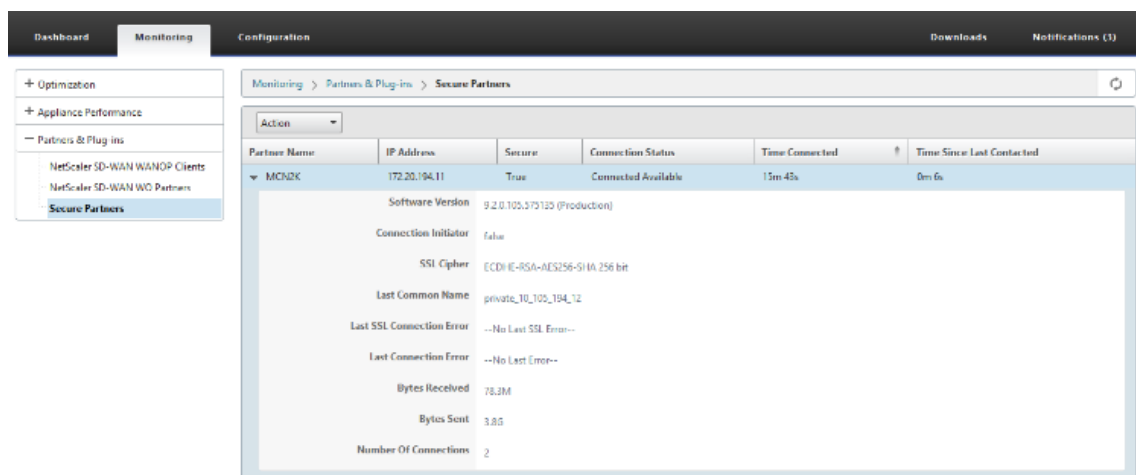 Dashboard Monitoring Configuration Downloads Notifications (3)
+ Optimization
Monitoring > Partners & Plug-ins > Secure Partners
+ Appliance Performance
Action
— Partners & Plug-ins
Partner Name IP Address Secure Connection Status Time Connected Time Since Last Contacted
NetScaler SD-WAN WANOP Clients
MCN2K 172.20.194.11 True Connected Available 15m 45s 0m 6s
NetScaler SD-WAN WO Partners
Secure Partners
Software Version 9.2.0.105.575135 (Production)
Connection Initiator false
SSL Cipher ECDHE-RSA-AES256-SHA 256 bit
Last Common Name private_10_105_194_12
Last SSL Connection Error --No Last SSL Error--
Last Connection Error --No Last Error--
Bytes Received 78.3M
Bytes Sent 3.8G
Number Of Connections 2